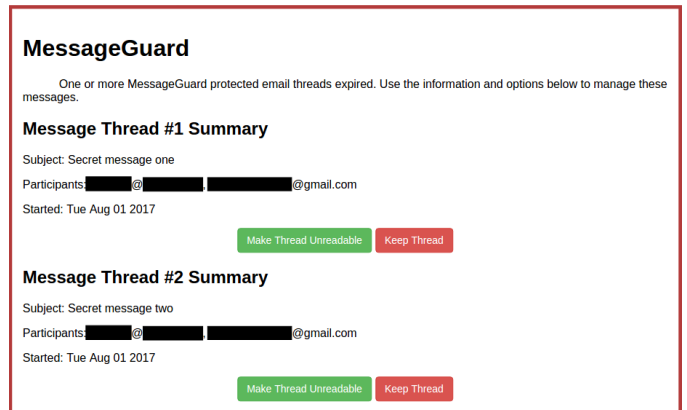 MessageGuard
One or more MessageGuard protected email threads expired. Use the information and options below to manage these
messages.
Message Thread #1 Summary
Subject: Secret message one
Participants: @ , @gmail.com
Started: Tue Aug 01 2017
Make Thread Unreadable Keep Thread
Message Thread #2 Summary
Subject: Secret message two
Participants: @ , @gmail.com
Started: Tue Aug 01 2017
Make Thread Unreadable Keep Thread